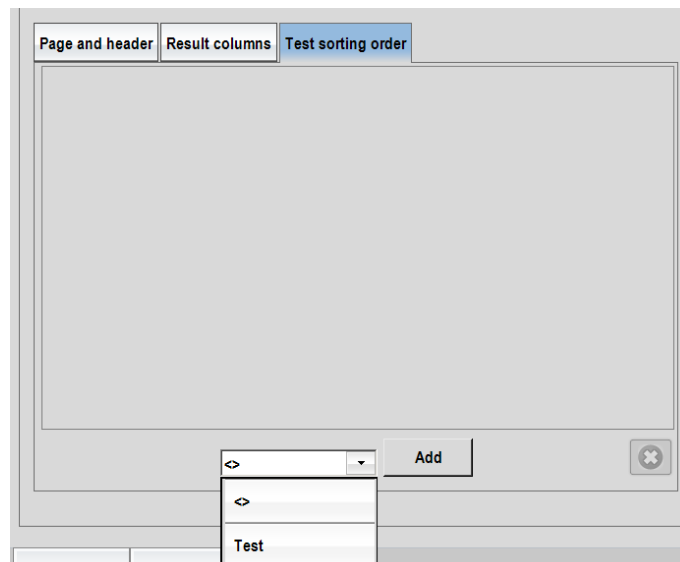 Page and header Result columns Test sorting order
<> Add
<>
Test